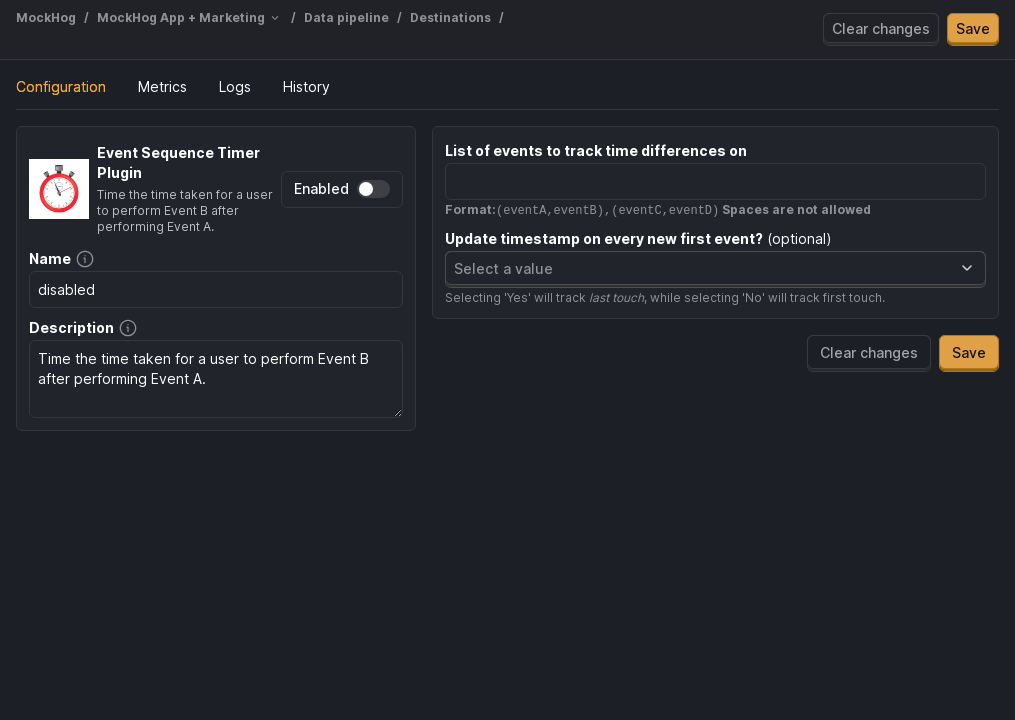 MockHog / MockHog App + Marketing / Data pipeline / Destinations /
Clear changes Save
Configuration Metrics Logs History
Event Sequence Timer
Plugin
Time the time taken for a user
to perform Event B after
performing Event A.
Enabled
Name
disabled
Description
Time the time taken for a user to perform Event B
after performing Event A.
List of events to track time differences on
Format:(eventA,eventB),(eventC,eventD) Spaces are not allowed
Update timestamp on every new first event? (optional)
Select a value
Selecting 'Yes' will track last touch, while selecting 'No' will track first touch.
Clear changes Save